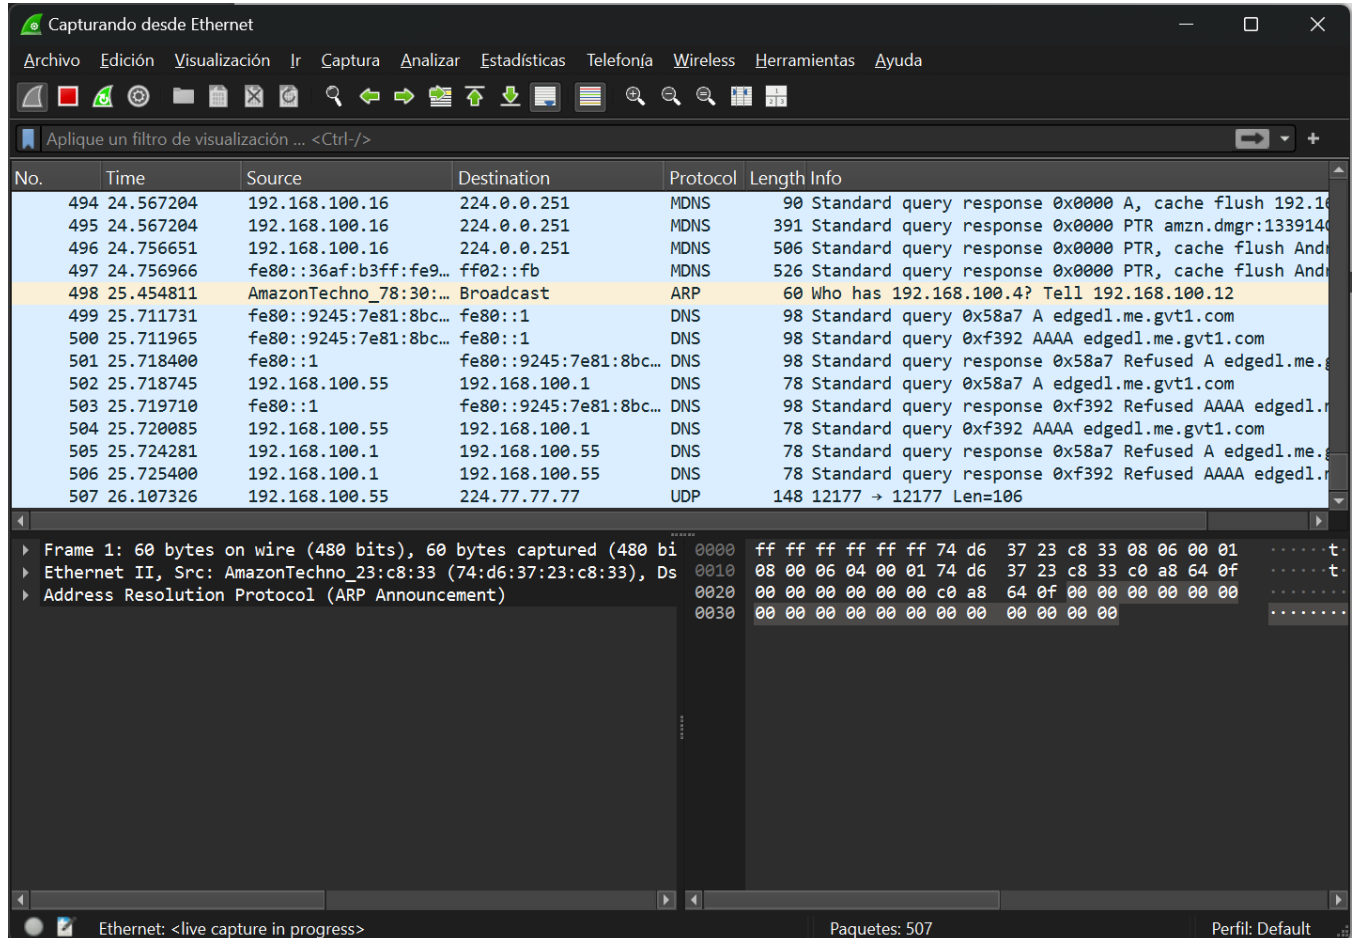 Capturando desde Ethernet
Archivo Edición Visualización Ir Captura Analizar Estadísticas Telefonía Wireless Herramientas Ayuda
Aplique un filtro de visualización ... <Ctrl-/>
No. Time Source Destination Protocol Length Info
494 24.567204 192.168.100.16 224.0.0.251 MDNS 90 Standard query response 0x0000 A, cache flush 192.16
495 24.567204 192.168.100.16 224.0.0.251 MDNS 391 Standard query response 0x0000 PTR amzn.dmgr:1339140
496 24.756651 192.168.100.16 224.0.0.251 MDNS 506 Standard query response 0x0000 PTR, cache flush Andr
497 24.756966 fe80::36af:b3ff:fe9… ff02::fb MDNS 526 Standard query response 0x0000 PTR, cache flush Andr
498 25.454811 AmazonTechno_78:30:… Broadcast ARP 60 Who has 192.168.100.4? Tell 192.168.100.12
499 25.711731 fe80::9245:7e81:8bc… fe80::1 DNS 98 Standard query 0x58a7 A edgedl.me.gvt1.com
500 25.711965 fe80::9245:7e81:8bc… fe80::1 DNS 98 Standard query 0xf392 AAAA edgedl.me.gvt1.com
501 25.718400 fe80::1 fe80::9245:7e81:8bc… DNS 98 Standard query response 0x58a7 Refused A edgedl.me.g
502 25.718745 192.168.100.55 192.168.100.1 DNS 78 Standard query 0x58a7 A edgedl.me.gvt1.com
503 25.719710 fe80::1 fe80::9245:7e81:8bc… DNS 98 Standard query response 0xf392 Refused AAAA edgedl.m
504 25.720085 192.168.100.55 192.168.100.1 DNS 78 Standard query 0xf392 AAAA edgedl.me.gvt1.com
505 25.724281 192.168.100.1 192.168.100.55 DNS 78 Standard query response 0x58a7 Refused A edgedl.me.g
506 25.725400 192.168.100.1 192.168.100.55 DNS 78 Standard query response 0xf392 Refused AAAA edgedl.m
507 26.107326 192.168.100.55 224.77.77.77 UDP 148 12177 → 12177 Len=106
Frame 1: 60 bytes on wire (480 bits), 60 bytes captured (480 bi
Ethernet II, Src: AmazonTechno_23:c8:33 (74:d6:37:23:c8:33), Ds
Address Resolution Protocol (ARP Announcement)
0000 ff ff ff ff ff ff 74 d6 37 23 c8 33 08 06 00 01 ······t·
0010 08 00 06 04 00 01 74 d6 37 23 c8 33 c0 a8 64 0f ······t·
0020 00 00 00 00 00 00 c0 a8 64 0f 00 00 00 00 00 00 ········
0030 00 00 00 00 00 00 00 00 00 00 00 00 ········
Ethernet: <live capture in progress> Paquetes: 507 Perfil: Default